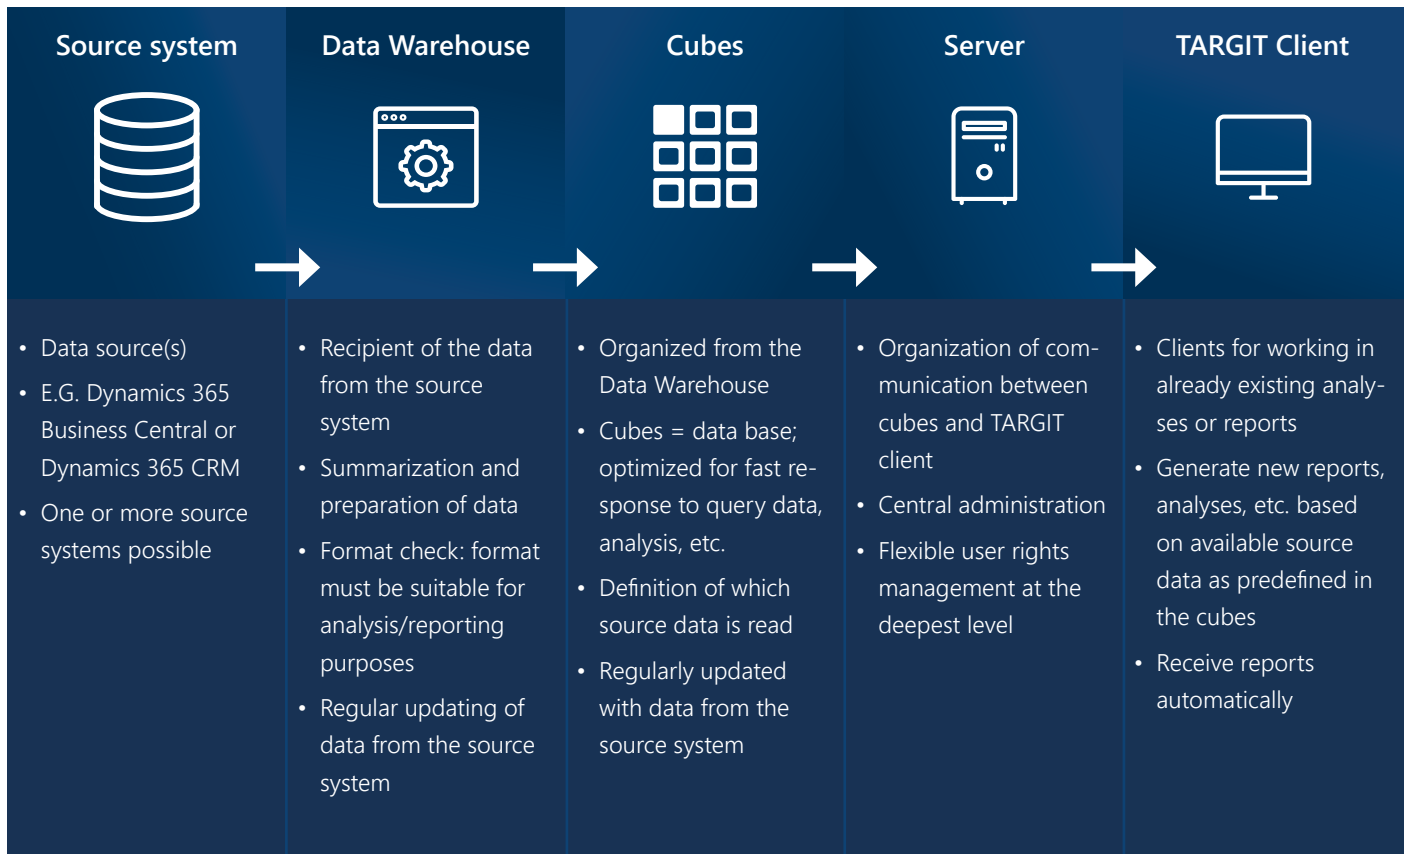 Source system
Data Warehouse
Cubes
Server
TARGIT Client
• Data source(s)
• E.G. Dynamics 365
Business Central or
Dynamics 365 CRM
• One or more source
systems possible
• Recipient of the data
from the source
system
• Summarization and
preparation of data
• Format check: format
must be suitable for
analysis/reporting
purposes
• Regular updating of
data from the source
system
• Organized from the
Data Warehouse
• Cubes = data base;
optimized for fast re-
sponse to query data,
analysis, etc.
• Definition of which
source data is read
• Regularly updated
with data from the
source system
• Organization of com-
munication between
cubes and TARGIT
client
• Central administration
• Flexible user rights
management at the
deepest level
• Clients for working in
already existing analy-
ses or reports
• Generate new reports,
analyses, etc. based
on available source
data as predefined in
the cubes
• Receive reports
automatically